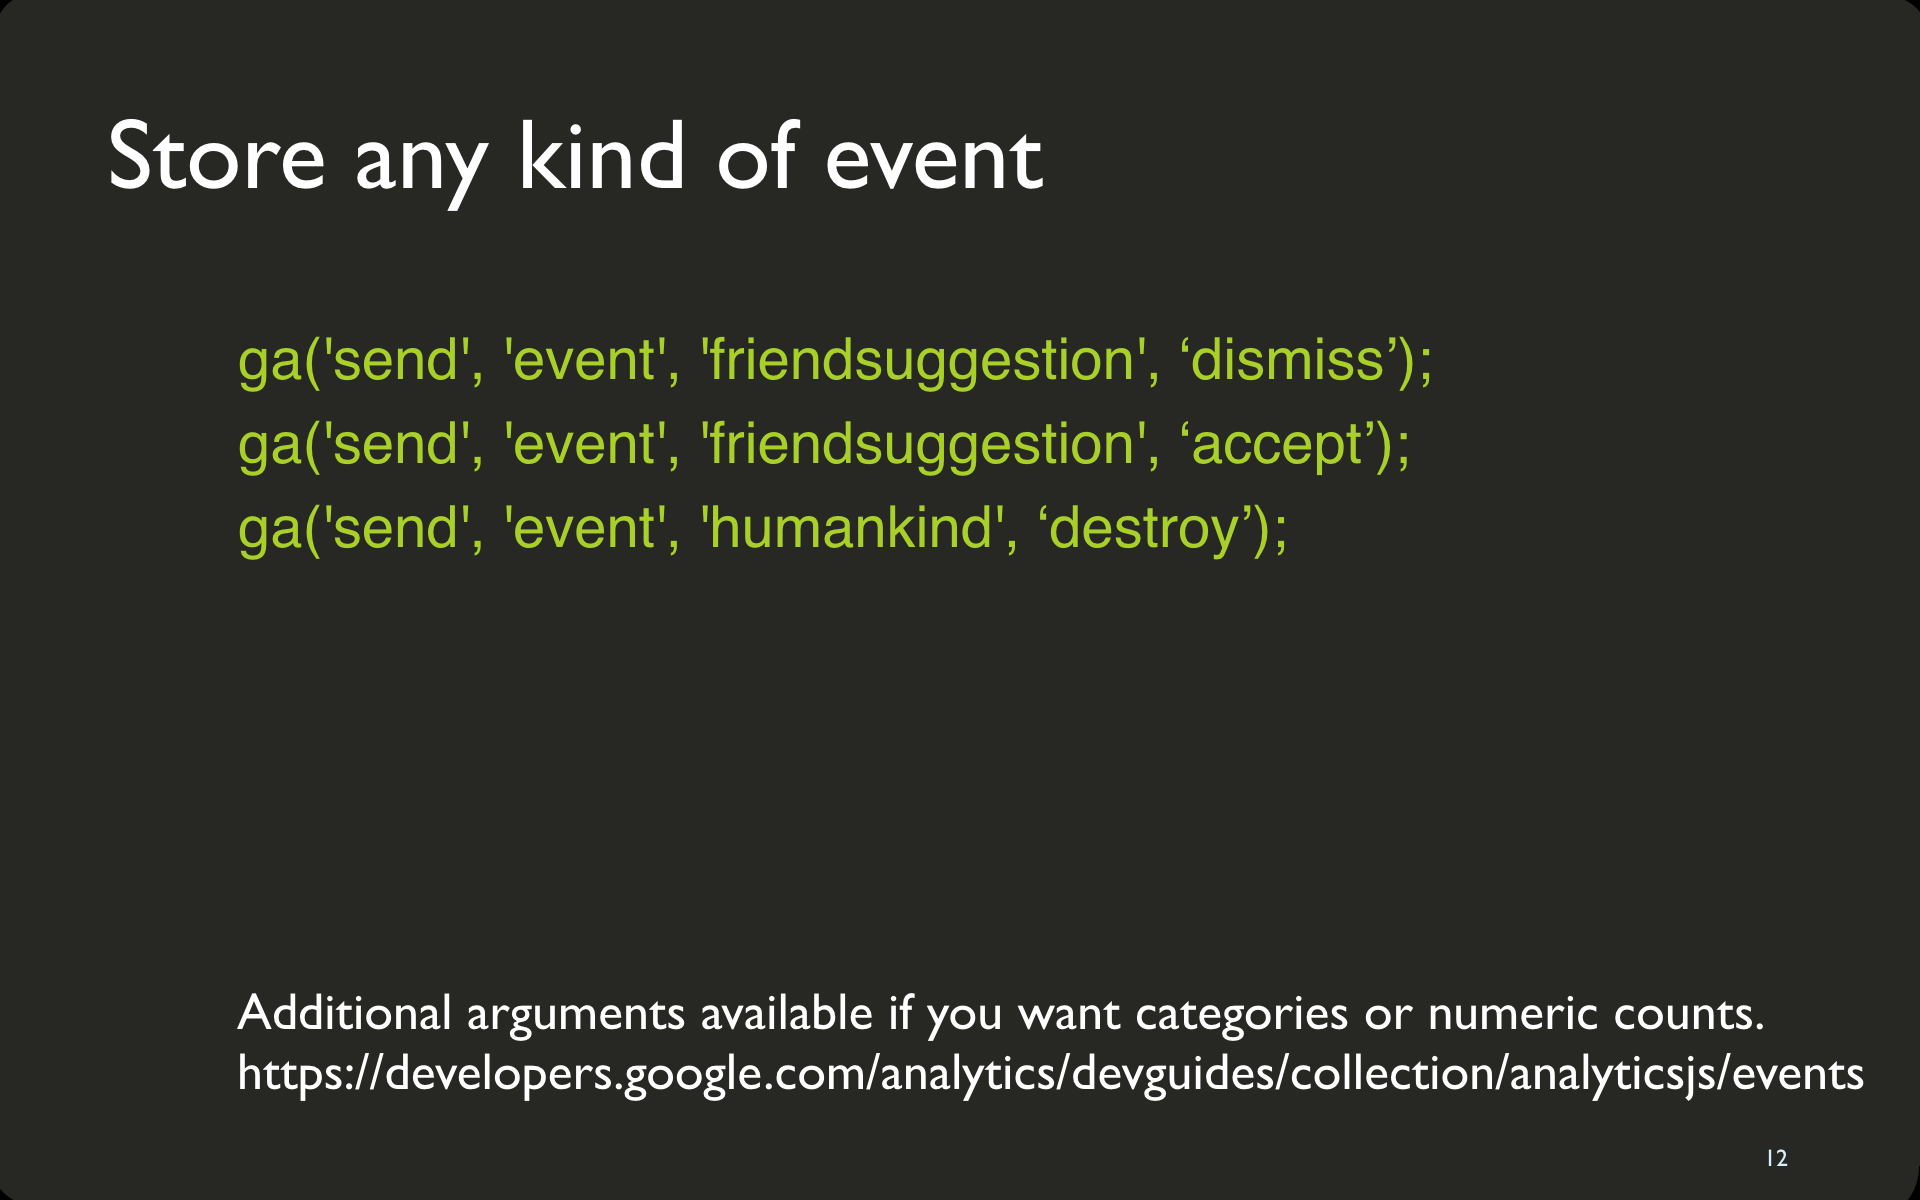 Store any kind of event
ga('send', 'event', 'friendsuggestion', ‘dismiss’);
ga('send', 'event', 'friendsuggestion', ‘accept’);
ga('send', 'event', 'humankind', ‘destroy’);
Additional arguments available if you want categories or numeric counts.
https://developers.google.com/analytics/devguides/collection/analyticsjs/events
12